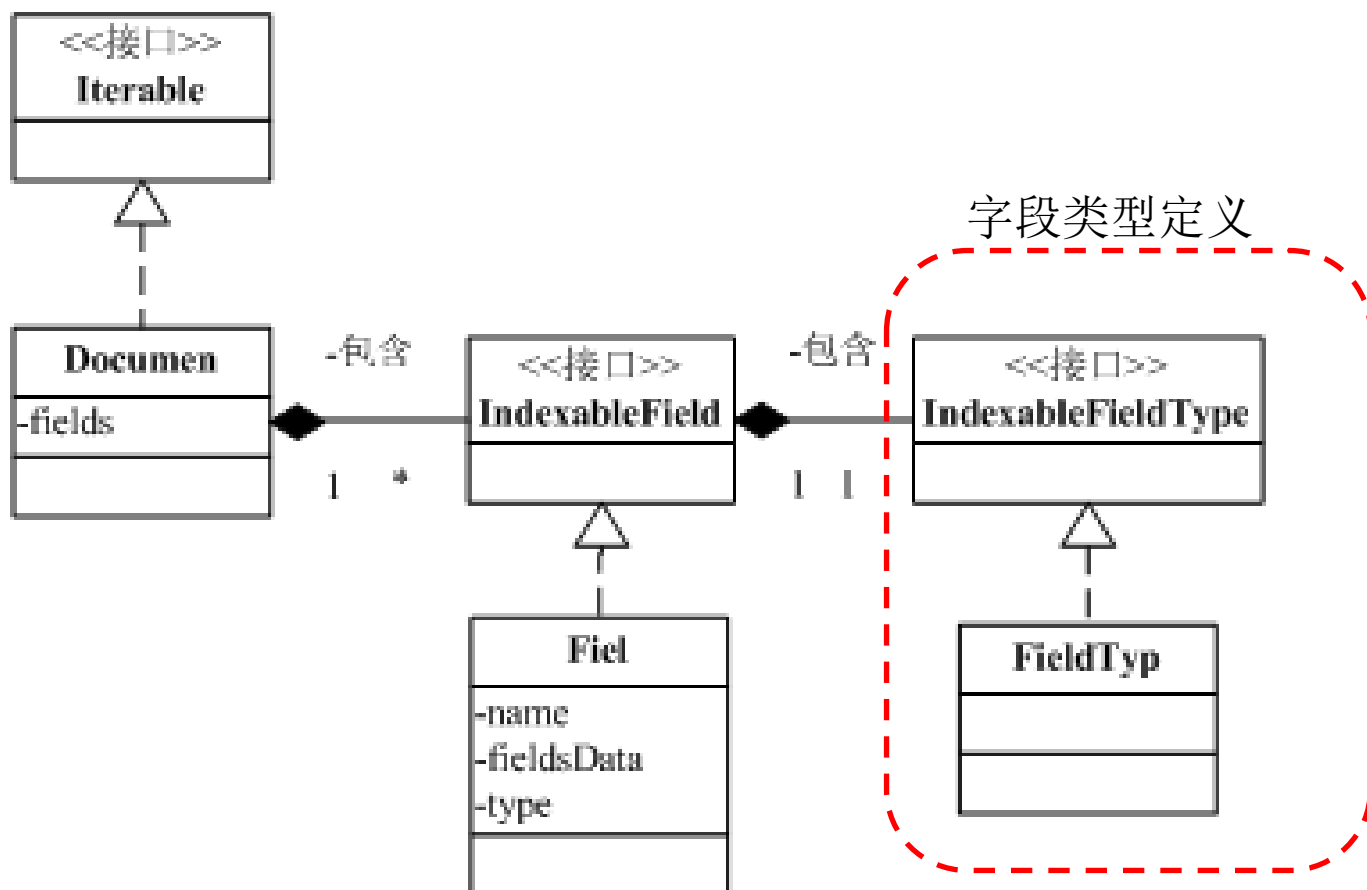 <<接口>>
Iterable
字段类型定义
Documen
-fields
-包含
1 *
<<接口>>
IndexableField
-包含
1 1
<<接口>>
IndexableFieldType
Fiel
-name
-fieldsData
-type
FieldTyp